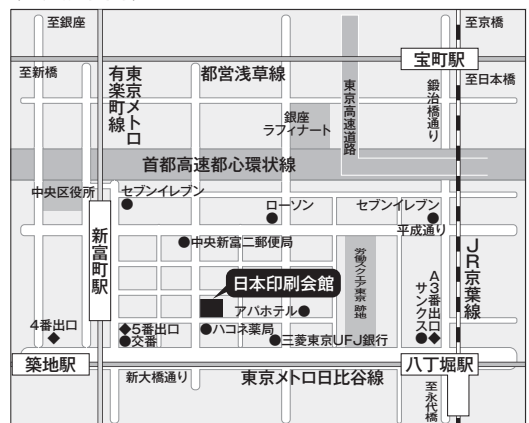 至銀座
至京橋
宝町駅
至新橋
都営浅草線
至日本橋
東京メトロ
有楽町線
東京高速道路
鍛治橋通り
銀座
ラフィナート
首都高速都心環状線
中央区役所
セブンイレブン
ローソン
セブンイレブン
平成通り
新富町駅
中央新富二郵便局
労働スクエア東京 跡地
JR京葉線
日本印刷会館
A3番出口
サンクス
アパホテル
4番出口
5番出口
交番
ハコネ薬局
三菱東京UFJ銀行
築地駅
新大橋通り
東京メトロ日比谷線
八丁堀駅
至永代橋